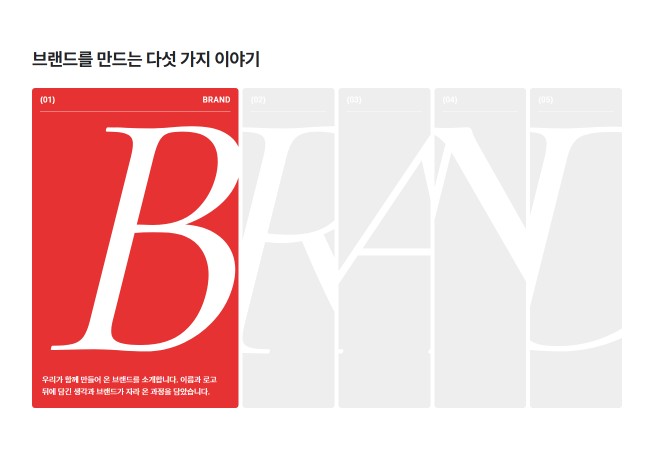 브랜드를 만드는 다섯 가지 이야기
(01) BRAND (02) (03) (04) (05)
B R A N D
우리가 함께 만들어 온 브랜드를 소개합니다. 이름과 로고
뒤에 담긴 생각과 브랜드가 자라 온 과정을 담았습니다.